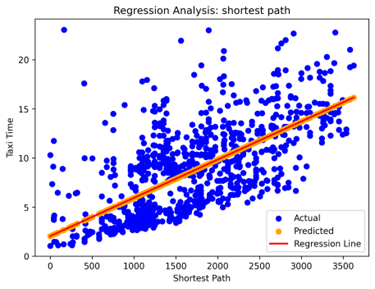 Regression Analysis: shortest path
Taxi Time
20
15
10
5
0
0 500 1000 1500 2000 2500 3000 3500
Shortest Path
Actual
Predicted
Regression Line